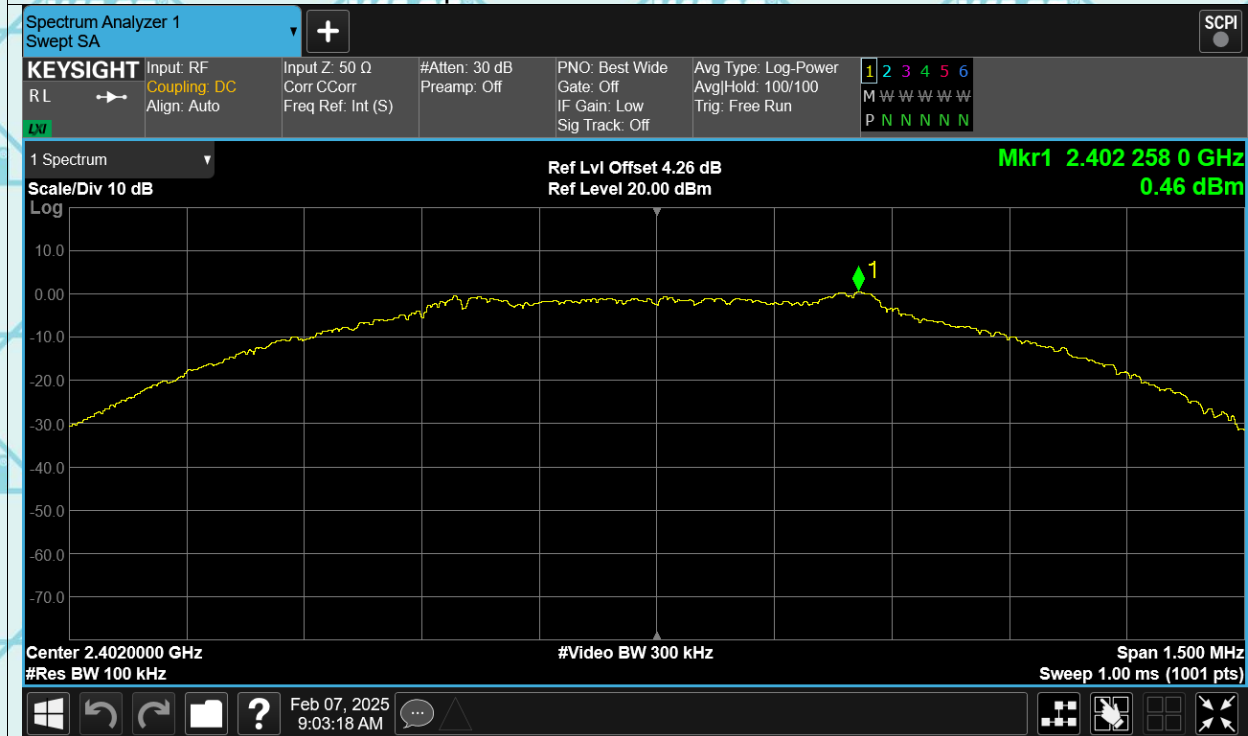 Spectrum Analyzer 1
Swept SA
SCPI
KEYSIGHT
RL
LXI
Input: RF
Coupling: DC
Align: Auto
Input Z: 50 Ω
Corr CCorr
Freq Ref: Int (S)
#Atten: 30 dB
Preamp: Off
PNO: Best Wide
Gate: Off
IF Gain: Low
Sig Track: Off
Avg Type: Log-Power
Avg|Hold: 100/100
Trig: Free Run
1 2 3 4 5 6
M W W W W W
P N N N N N
1 Spectrum
Scale/Div 10 dB
Ref Lvl Offset 4.26 dB
Ref Level 20.00 dBm
Mkr1 2.402 258 0 GHz
0.46 dBm
Log
10.0
0.00
-10.0
-20.0
-30.0
-40.0
-50.0
-60.0
-70.0
1
Center 2.4020000 GHz
#Res BW 100 kHz
#Video BW 300 kHz
Span 1.500 MHz
Sweep 1.00 ms (1001 pts)
?
Feb 07, 2025
9:03:18 AM